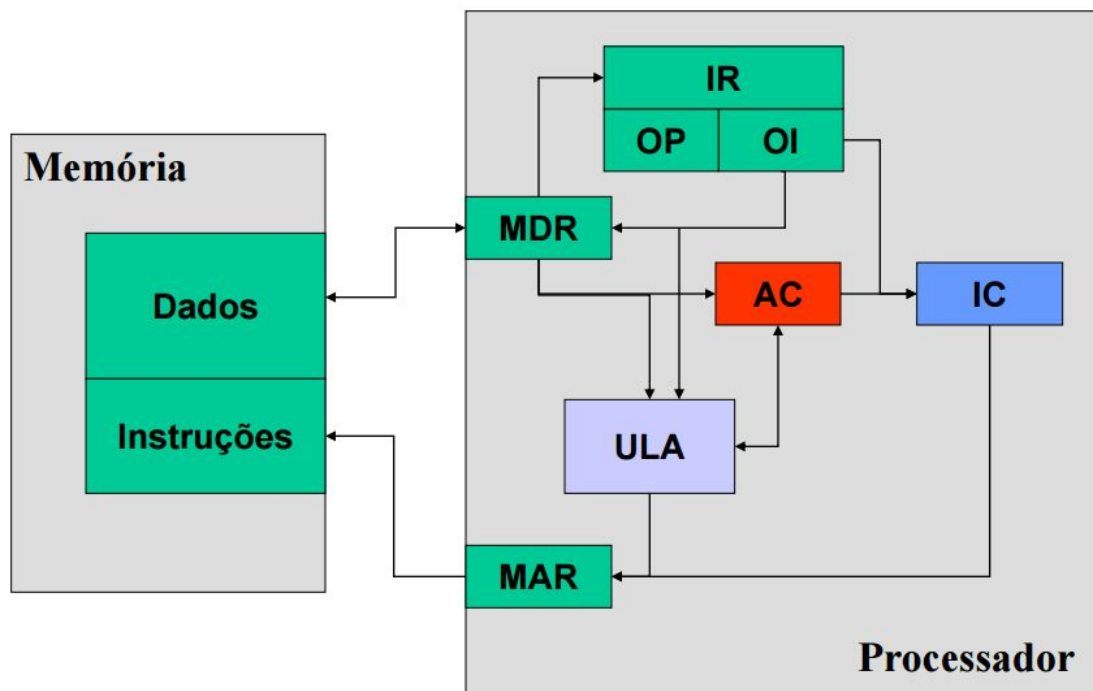 Memória
Dados
Instruções
IR
OP
OI
MDR
AC
IC
ULA
MAR
Processador